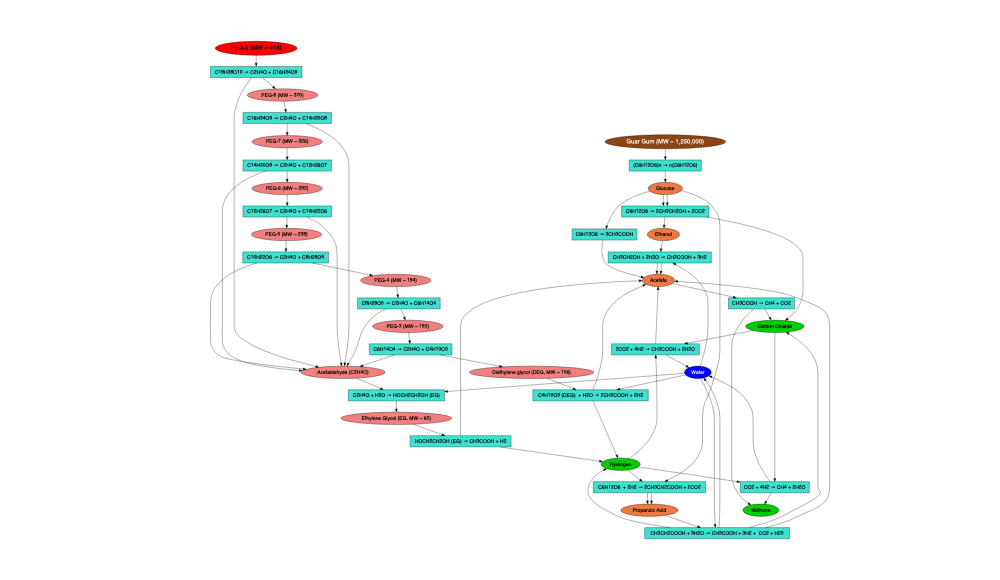 PEG-9 (MW ~ 414)
C18H38O10 → C2H4O + C16H34O9
PEG-8 (MW ~ 370)
C16H34O9 → C2H4O + C14H30O8
PEG-7 (MW ~ 326)
C14H30O8 → C2H4O + C12H26O7
PEG-6 (MW ~ 282)
C12H26O7 → C2H4O + C10H22O6
PEG-5 (MW ~ 238)
C10H22O6 → C2H4O + C8H28O5
PEG-4 (MW ~ 194)
C8H28O5 → C2H4O + C6H14O4
PEG-3 (MW ~ 150)
C6H14O4 → C2H4O + C4H10O3
Acetaldehyde (C2H4O)
Diethylene glycol (DEG, MW ~ 106)
C2H4O + H2O → HOCH2CH2OH (EG)
C4H10O3 (DEG) + H2O → 2CH3COOH + 2H2
Ethylene Glycol (EG, MW ~ 62)
HOCH2CH2OH (EG) → CH3COOH + H2
Guar Gum (MW ~ 1,250,000)
(C6H12O6)n → n(C6H12O6)
Glucose
C6H12O6 → 2CH3CH2OH + 2CO2
C6H12O6 → 3CH3COOH
Ethanol
CH3CH2OH + 2H2O → CH3COOH + 3H2
Acetate
CH3COOH → CH4 + CO2
Carbon Dioxide
2CO2 + 4H2 → CH3COOH + 2H2O
Water
Hydrogen
C6H12O6 + 2H2 → 2CH3CH2COOH + 2CO2
CO2 + 4H2 → CH4 + 2H2O
Propanoic Acid
Methane
CH3CH2COOH + 3H2O → CH3COOH + 3H2 + CO2 + H2O